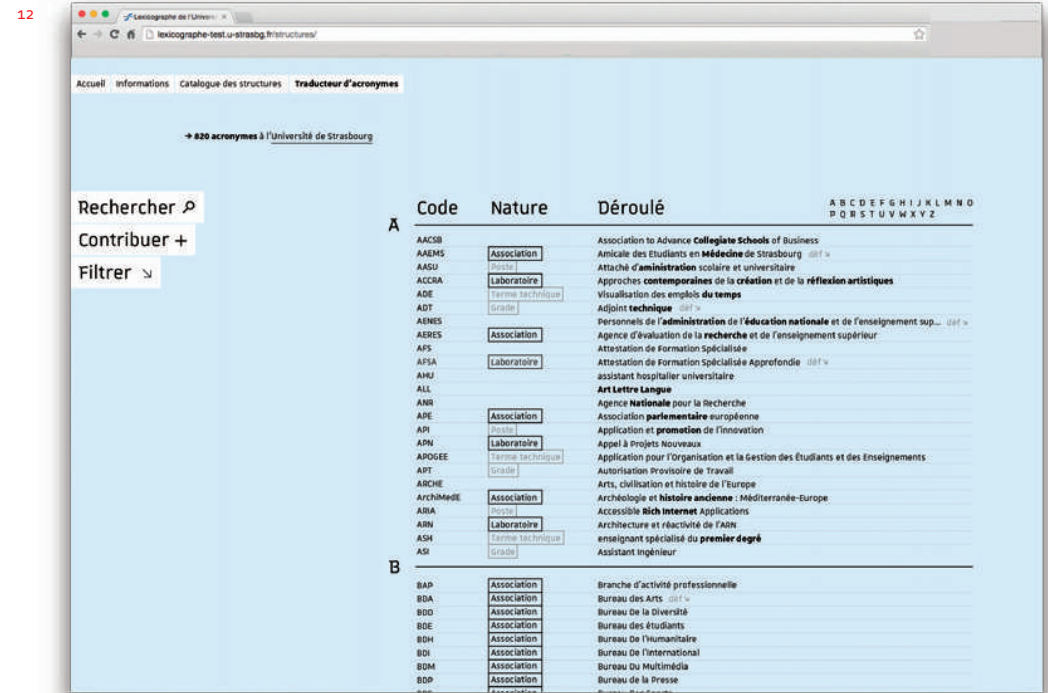 12
Lexicographe de l'Univers
lexicographe-test.u-strasbg.fr/structures/
Accueil Informations Catalogue des structures Traducteur d'acronymes
→ 820 acronymes à l'Université de Strasbourg
Rechercher
Contribuer +
Filtrer ↘
Code Nature Déroulé
A B C D E F G H I J K L M N O
P Q R S T U V W X Y Z
A
AACSB Association to Advance Collegiate Schools of Business
AAEMS Association Amicale des Etudiants en Médecine de Strasbourg déf ↘
AASU Poste Attaché d'aministration scolaire et universitaire
ACCRA Laboratoire Approches contemporaines de la création et de la réflexion artistiques
ADE Terme technique Visualisation des emplois du temps
ADT Grade Adjoint technique déf ↘
AENES Personnels de l'administration de l'éducation nationale et de l'enseignement sup... déf ↘
AERES Association Agence d'évaluation de la recherche et de l'enseignement supérieur
AFS Attestation de Formation Spécialisée
AFSA Laboratoire Attestation de Formation Spécialisée Approfondie déf ↘
AHU assistant hospitalier universitaire
ALL Art Lettre Langue
ANR Agence Nationale pour la Recherche
APE Association Association parlementaire européenne
API Poste Application et promotion de l'innovation
APN Laboratoire Appel à Projets Nouveaux
APOGEE Terme technique Application pour l'Organisation et la Gestion des Étudiants et des Enseignements
APT Grade Autorisation Provisoire de Travail
ARCHE Arts, civilisation et histoire de l'Europe
ArchiMedE Association Archéologie et histoire ancienne : Méditerranée-Europe
ARIA Poste Accessible Rich Internet Applications
ARN Laboratoire Architecture et réactivité de l'ARN
ASH Terme technique enseignant spécialisé du premier degré
ASI Grade Assistant Ingénieur
B
BAP Association Branche d'activité professionnelle
BDA Association Bureau des Arts déf ↘
BDD Association Bureau De la Diversité
BDE Association Bureau des étudiants
BDH Association Bureau De l'Humanitaire
BDI Association Bureau De l'International
BDM Association Bureau Du Multimédia
BDP Association Bureau de la Presse